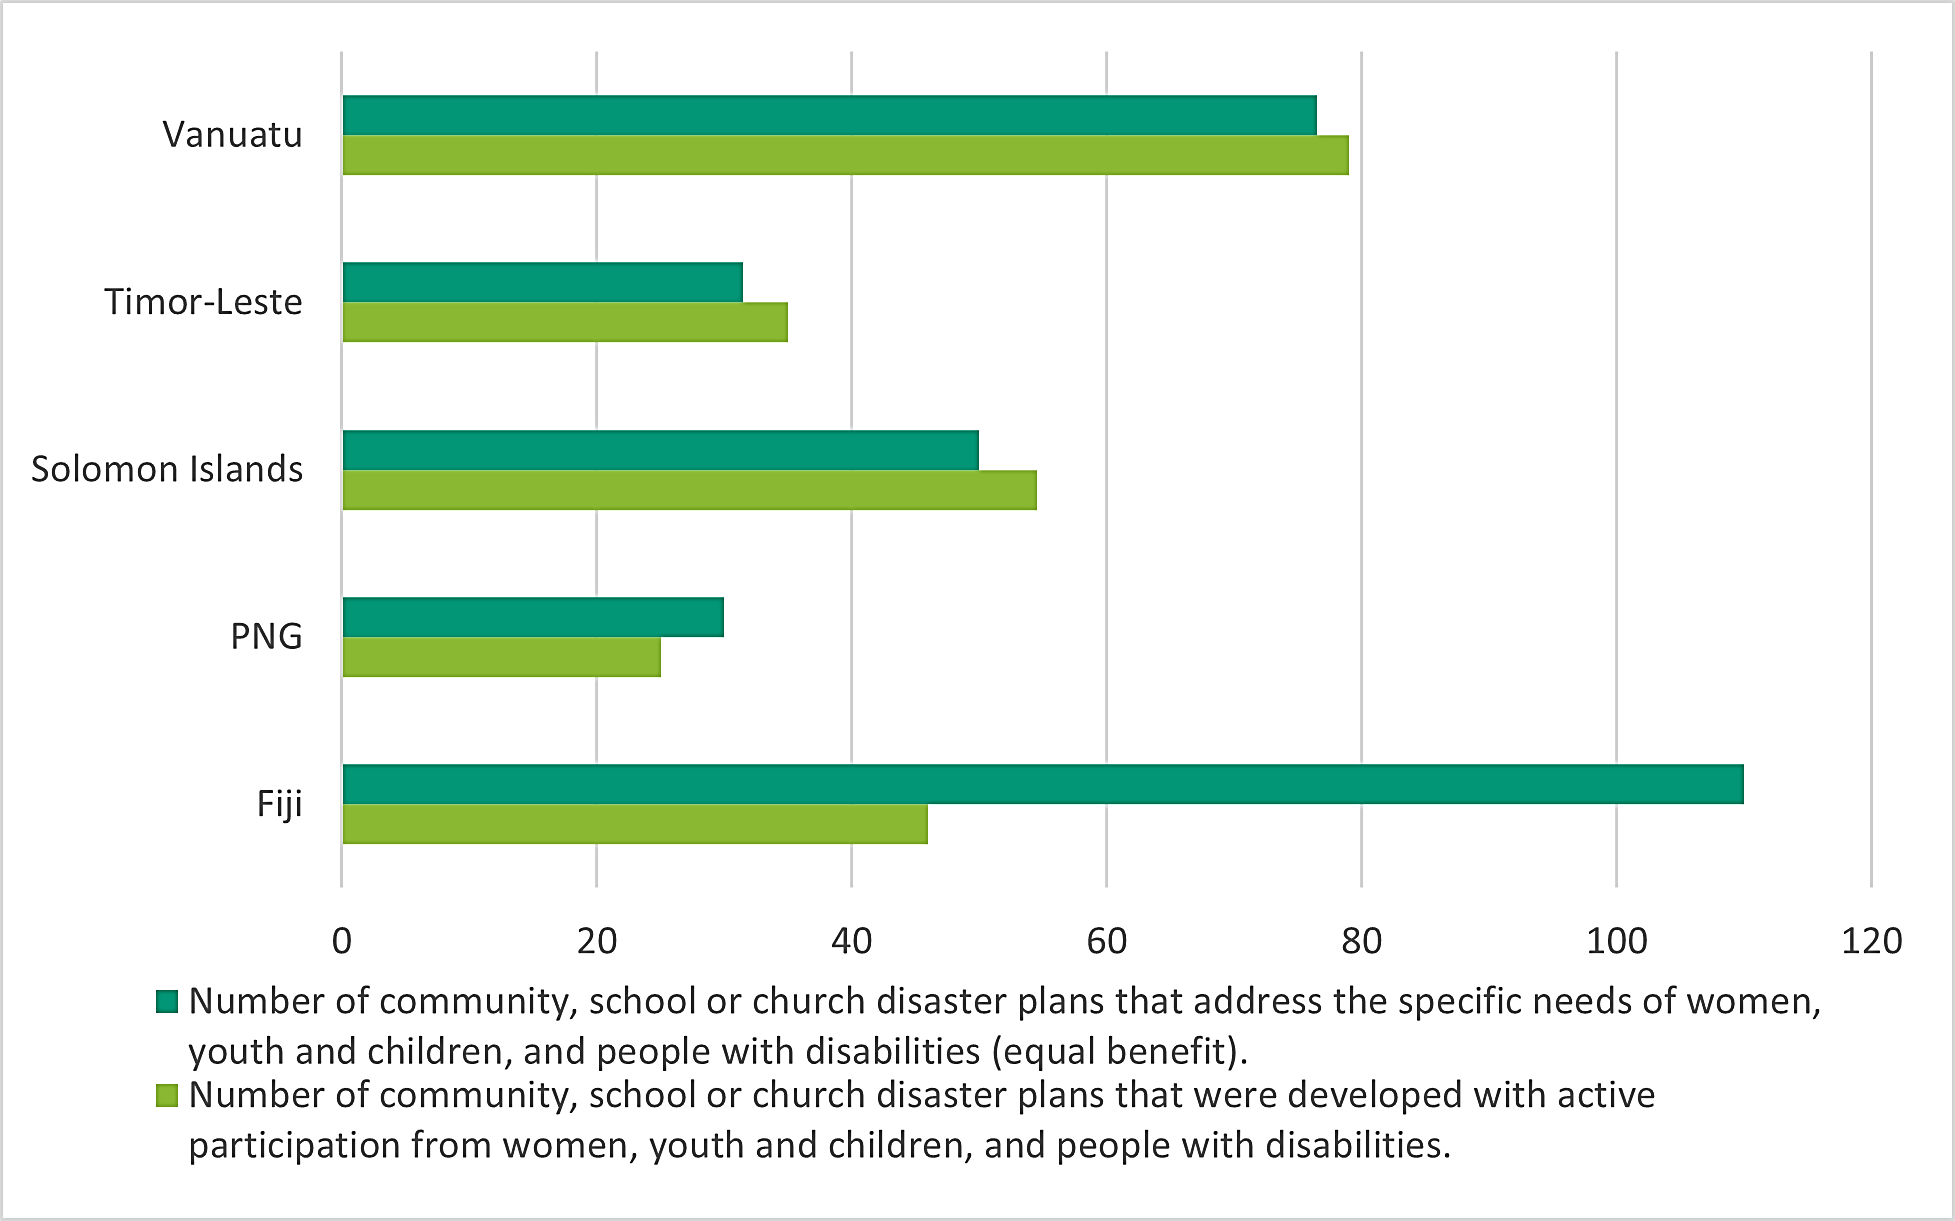 Vanuatu
Timor-Leste
Solomon Islands
PNG
Fiji
0 20 40 60 80 100 120
Number of community, school or church disaster plans that address the specific needs of women,
youth and children, and people with disabilities (equal benefit).
Number of community, school or church disaster plans that were developed with active
participation from women, youth and children, and people with disabilities.